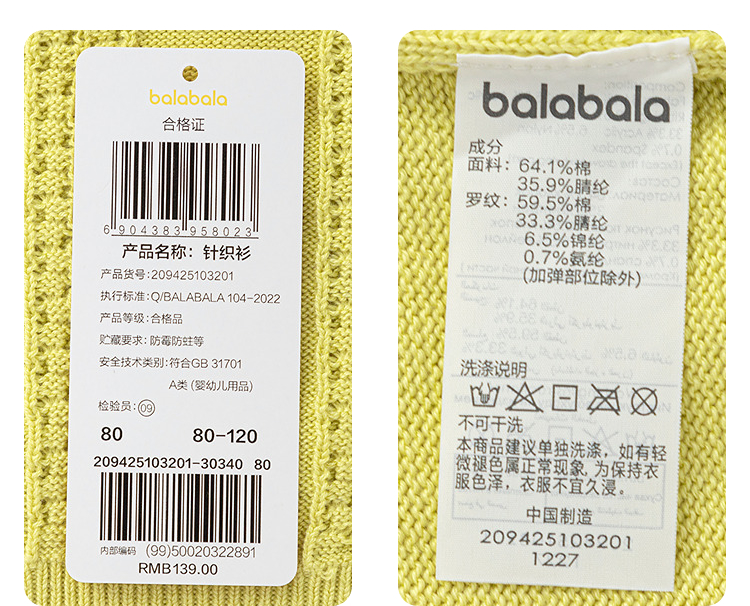 balabala
合格证
6 904383 958023
产品名称：针织衫
产品货号:209425103201
执行标准:Q/BALABALA 104-2022
产品等级:合格品
贮藏要求:防霉防蛀等
安全技术类别:符合GB 31701
A类 (婴幼儿用品)
检验员:09
80 80-120
209425103201-30340 80
内部编码 (99)50020322891
RMB139.00
balabala
成分
面料：64.1%棉
35.9%腈纶
罗纹：59.5%棉
33.3%腈纶
6.5%锦纶
0.7%氨纶
(加弹部位除外)
洗涤说明
不可干洗
本商品建议单独洗涤，如有轻
微褪色属正常现象，为保持衣
服色泽，衣服不宜久浸。
中国制造
209425103201
1227